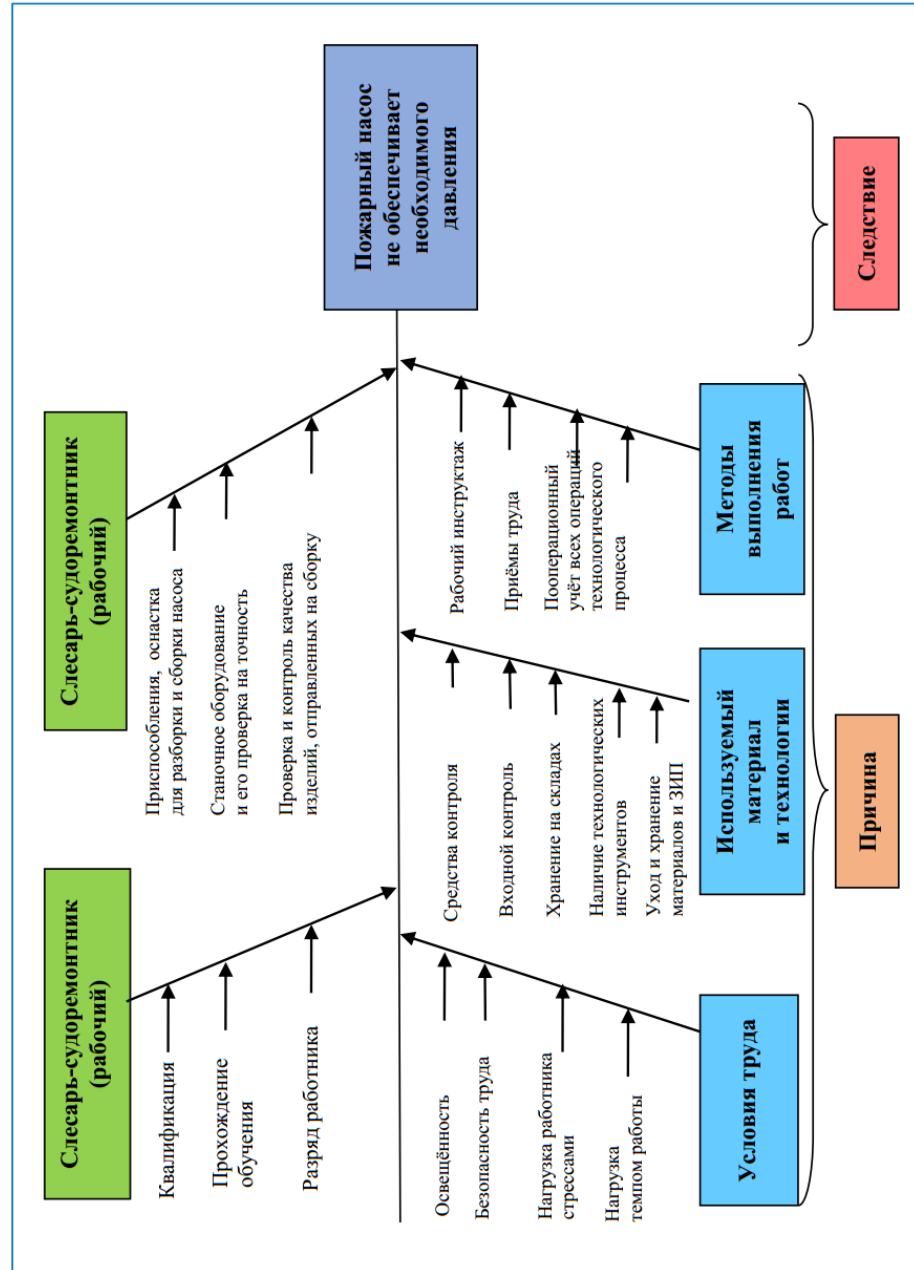 Слесарь-судоремонтник
(рабочий)
Квалификация
Прохождение
обучения
Разряд работника
Слесарь-судоремонтник
(рабочий)
Приспособления, оснастка
для разборки и сборки насоса
Станочное оборудование
и его проверка на точность
Проверка и контроль качества
изделий, отправленных на сборку
Пожарный насос
не обеспечивает
необходимого
давления
Освещённость
Безопасность труда
Нагрузка работника
стрессами
Нагрузка
темпом работы
Условия труда
Средства контроля
Входной контроль
Хранение на складах
Наличие технологических
инструментов
Уход и хранение
материалов и ЗИП
Используемый
материал
и технологии
Рабочий инструктаж
Приёмы труда
Пооперационный
учёт всех операций
технологического
процесса
Методы
выполнения
работ
Причина
Следствие